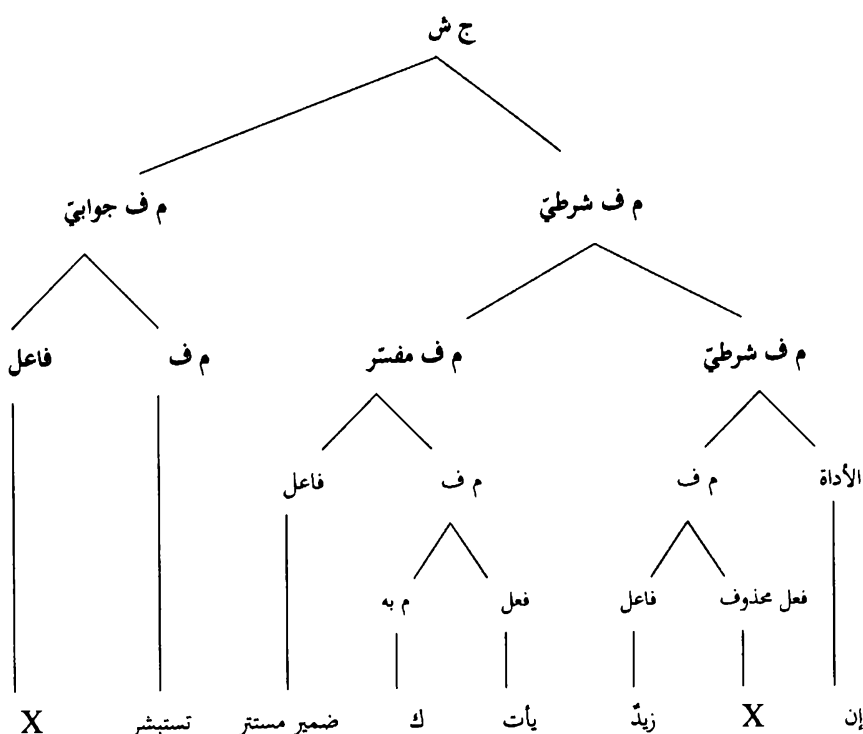 ج ش
م ف شرطيّ م ف جوابيّ
م ف شرطيّ م ف مفسّر م ف فاعل
الأداة م ف م ف فاعل
فعل محذوف فاعل فعل م به
إن X زيدٌ يأت ك ضمير مستتر تستبشر X